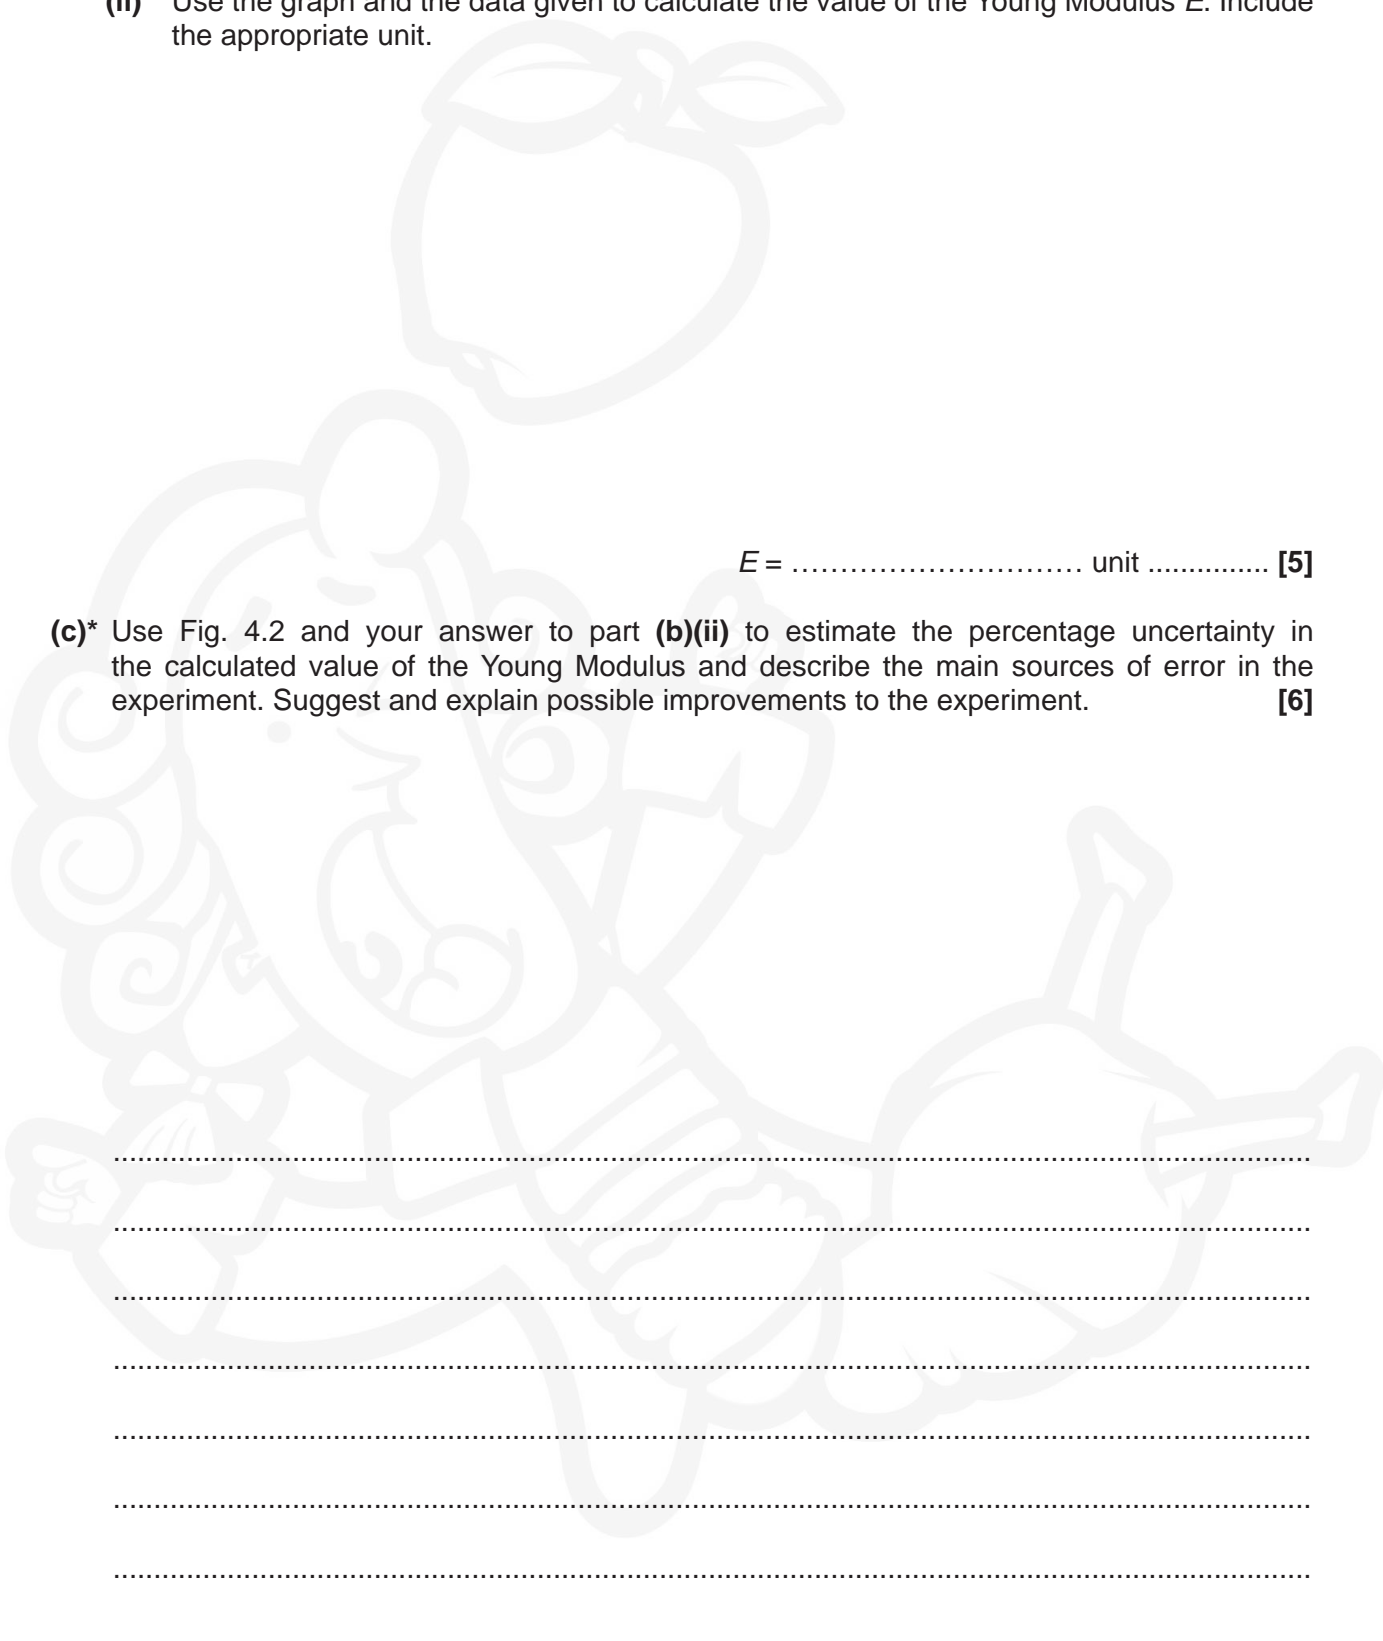 (ii) Use the graph and the data given to calculate the value of the Young Modulus E. Include
the appropriate unit.
E = .............................. unit ............... [5]
(c)* Use Fig. 4.2 and your answer to part (b)(ii) to estimate the percentage uncertainty in
the calculated value of the Young Modulus and describe the main sources of error in the
experiment. Suggest and explain possible improvements to the experiment. [6]